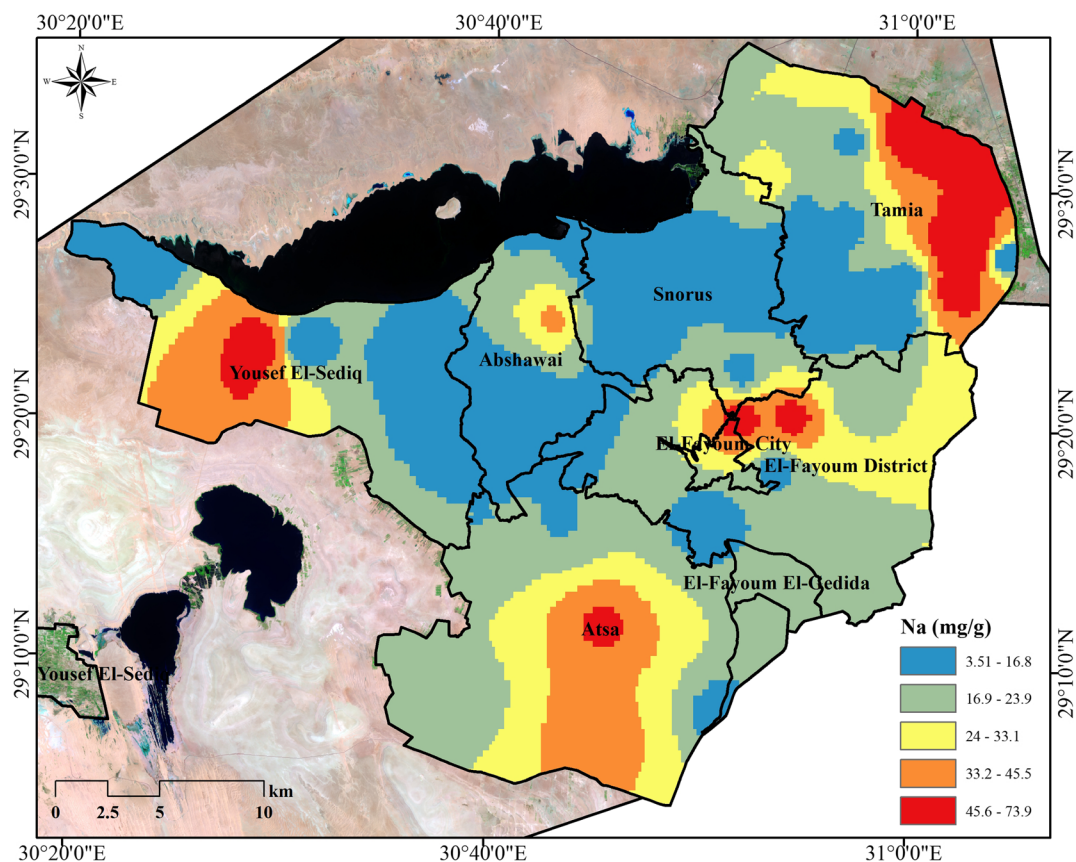 30°20'0"E
30°40'0"E
31°0'0"E
N
W
E
S
29°30'0"N
29°30'0"N
Tamia
Snorus
Abshawai
Yousef El-Sediq
29°20'0"N
29°20'0"N
El-Fayoum City
El-Fayoum District
El-Fayoum El-Gedida
Atsa
29°10'0"N
29°10'0"N
Yousef El-Sediq
Na (mg/g)
3.51 - 16.8
16.9 - 23.9
24 - 33.1
33.2 - 45.5
45.6 - 73.9
km
0 2.5 5 10
30°20'0"E
30°40'0"E
31°0'0"E